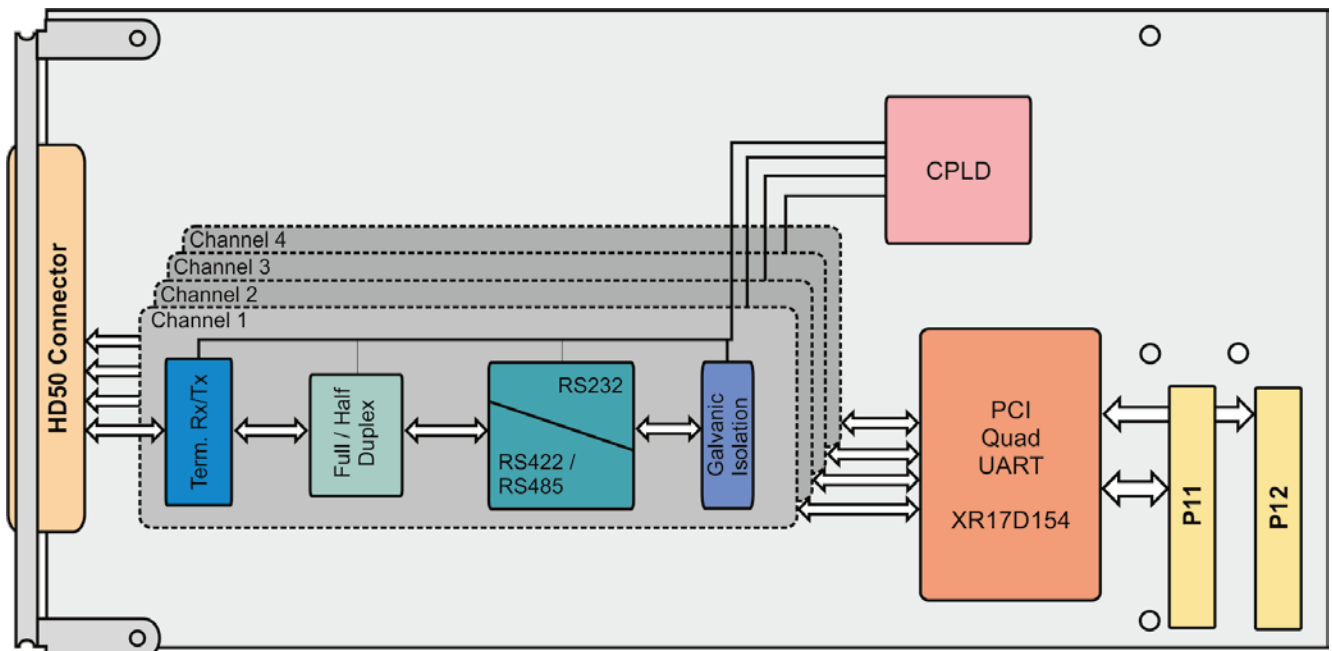 CPLD
Channel 4
Channel 3
Channel 2
Channel 1
HD50 Connector
Term. Rx/Tx
Full / Half
Duplex
RS232
RS422 /
RS485
Galvanic
Isolation
PCI
Quad
UART
XR17D154
P11
P12